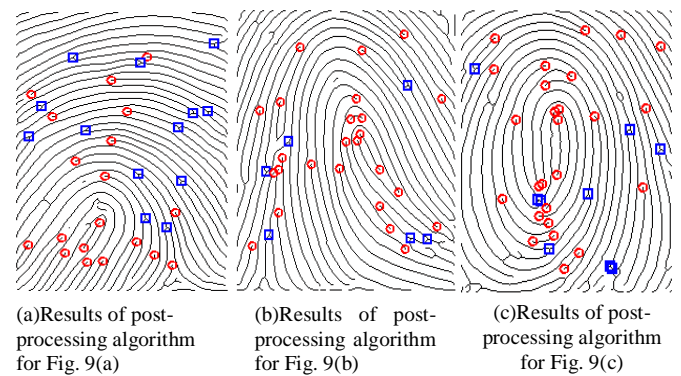 (a)Results of post-
processing algorithm
for Fig. 9(a)
(b)Results of post-
processing algorithm
for Fig. 9(b)
(c)Results of post-
processing algorithm
for Fig. 9(c)